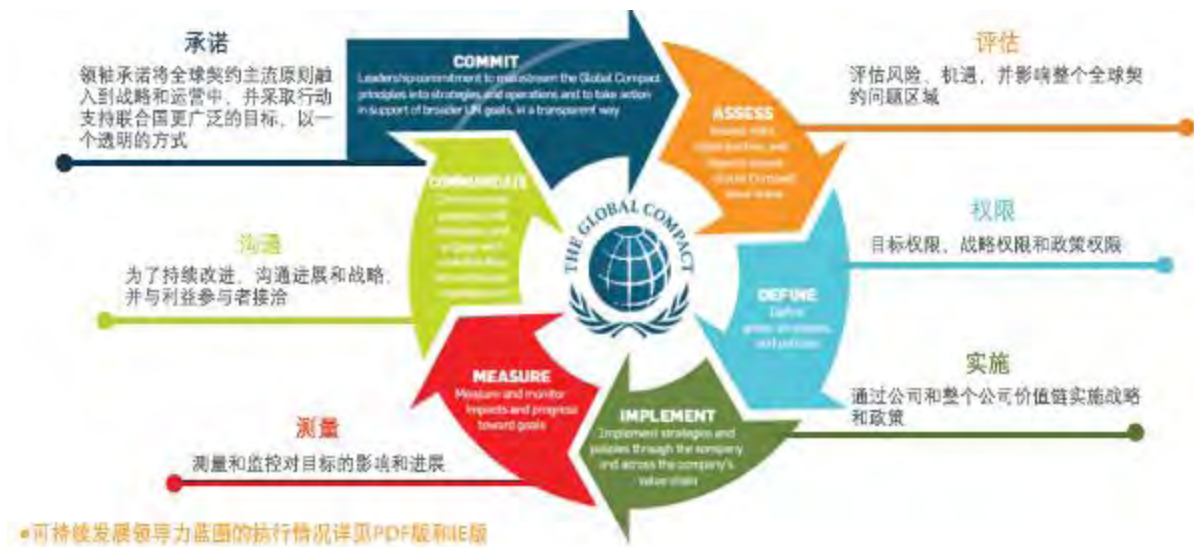 承诺
领袖承诺将全球契约主流原则融
入到战略和运营中、并采取行动
支持联合国更广泛的目标、以一
个透明的方式
COMMIT
Leadership commitment to mainstream the Global Compact
principles into strategies and operations and to take action
in support of broader UN goals, in a transparent way
评估
评估风险、机遇、并影响整个全球契
约问题区域
ASSESS
权限
目标权限、战略权限和政策权限
DEFINE
Define
goals, strategies,
and policies
实施
通过公司和整个公司价值链实施战略
和政策
IMPLEMENT
Implement strategies and
policies through the company
and across the company's
value chain
测量
测量和监控对目标的影响和进展
MEASURE
Measure and monitor
impacts and progress
toward goals
沟通
为了持续改进、沟通进展和战略、
并与利益参与者接洽
THE GLOBAL COMPACT
可持续发展领导力蓝图的执行情况详见PDF版和IE版